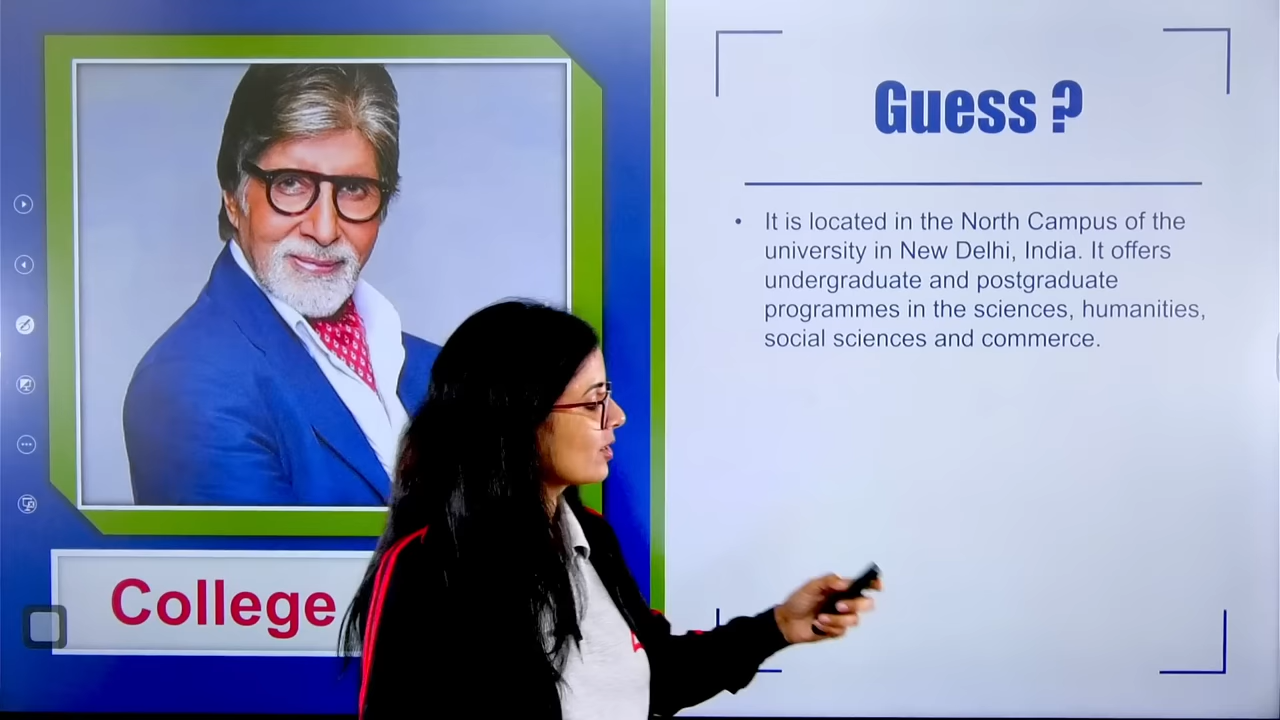 Guess ?
• It is located in the North Campus of the
university in New Delhi, India. It offers
undergraduate and postgraduate
programmes in the sciences, humanities,
social sciences and commerce.
College